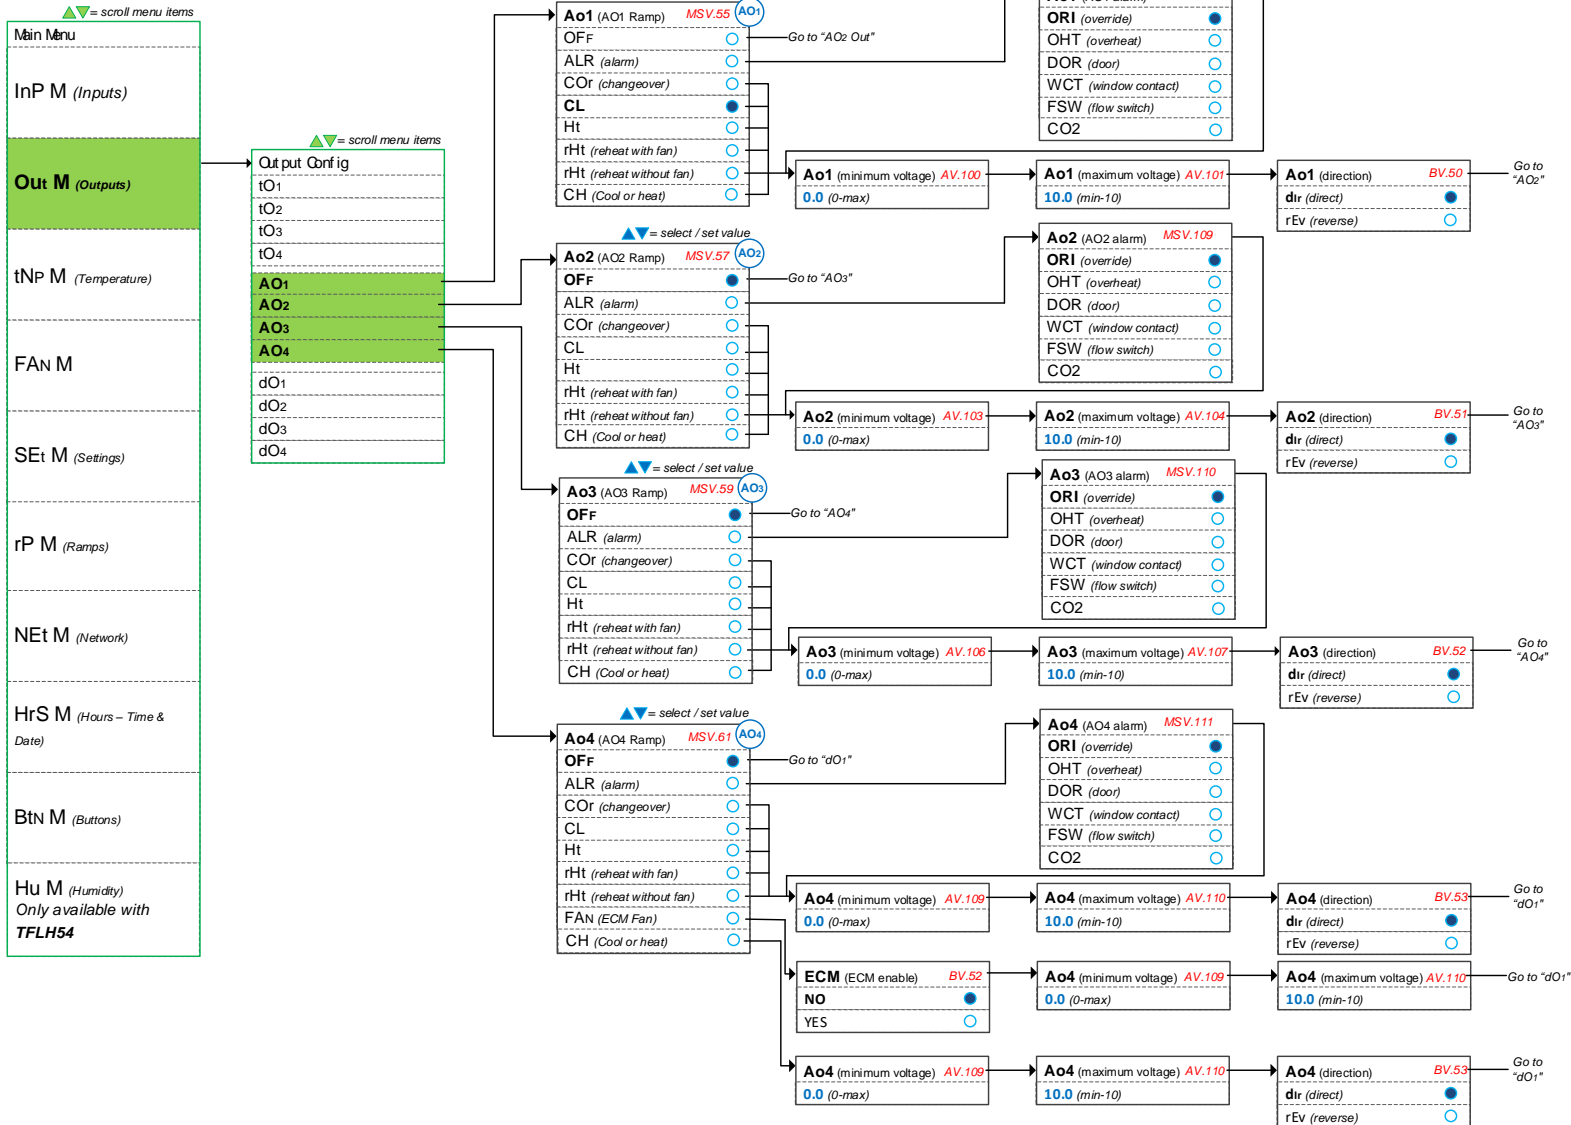 = scroll menu items
Main Menu
InP M (Inputs)
Out M (Outputs)
tNP M (Temperature)
FAN M
SEt M (Settings)
rP M (Ramps)
NEt M (Network)
HrS M (Hours – Time &
Date)
BtN M (Buttons)
Hu M (Humidity)
Only available with
TFLH54
= scroll menu items
Output Config
tO1
tO2
tO3
tO4
AO1
AO2
AO3
AO4
dO1
dO2
dO3
dO4
Ao1 (AO1 Ramp) MSV.55 AO1
OFF
Go to “AO2 Out”
ALR (alarm)
COr (changeover)
CL
Ht
rHt (reheat with fan)
rHt (reheat without fan)
CH (Cool or heat)
ORI (override)
OHT (overheat)
DOR (door)
WCT (window contact)
FSW (flow switch)
CO2
Ao1 (minimum voltage) AV.100
0.0 (0-max)
Ao1 (maximum voltage) AV.101
10.0 (min-10)
Ao1 (direction) BV.50
dIr (direct)
rEv (reverse)
Go to
“AO2”
= select / set value
Ao2 (AO2 Ramp) MSV.57 AO2
OFF
Go to “AO3”
ALR (alarm)
COr (changeover)
CL
Ht
rHt (reheat with fan)
rHt (reheat without fan)
CH (Cool or heat)
Ao2 (AO2 alarm) MSV.109
ORI (override)
OHT (overheat)
DOR (door)
WCT (window contact)
FSW (flow switch)
CO2
Ao2 (minimum voltage) AV.103
0.0 (0-max)
Ao2 (maximum voltage) AV.104
10.0 (min-10)
Ao2 (direction) BV.51
dIr (direct)
rEv (reverse)
Go to
“AO3”
= select / set value
Ao3 (AO3 Ramp) MSV.59 AO3
OFF
Go to “AO4”
ALR (alarm)
COr (changeover)
CL
Ht
rHt (reheat with fan)
rHt (reheat without fan)
CH (Cool or heat)
Ao3 (AO3 alarm) MSV.110
ORI (override)
OHT (overheat)
DOR (door)
WCT (window contact)
FSW (flow switch)
CO2
Ao3 (minimum voltage) AV.106
0.0 (0-max)
Ao3 (maximum voltage) AV.107
10.0 (min-10)
Ao3 (direction) BV.52
dIr (direct)
rEv (reverse)
Go to
“AO4”
= select / set value
Ao4 (AO4 Ramp) MSV.61 AO4
OFF
Go to “dO1”
ALR (alarm)
COr (changeover)
CL
Ht
rHt (reheat with fan)
rHt (reheat without fan)
FAN (ECM Fan)
CH (Cool or heat)
Ao4 (AO4 alarm) MSV.111
ORI (override)
OHT (overheat)
DOR (door)
WCT (window contact)
FSW (flow switch)
CO2
Ao4 (minimum voltage) AV.109
0.0 (0-max)
Ao4 (maximum voltage) AV.110
10.0 (min-10)
Ao4 (direction) BV.53
dIr (direct)
rEv (reverse)
Go to
“dO1”
ECM (ECM enable) BV.52
NO
YES
Ao4 (minimum voltage) AV.109
0.0 (0-max)
Ao4 (maximum voltage) AV.110
10.0 (min-10)
Go to “dO1”
Ao4 (minimum voltage) AV.109
0.0 (0-max)
Ao4 (maximum voltage) AV.110
10.0 (min-10)
Ao4 (direction) BV.53
dIr (direct)
rEv (reverse)
Go to
“dO1”